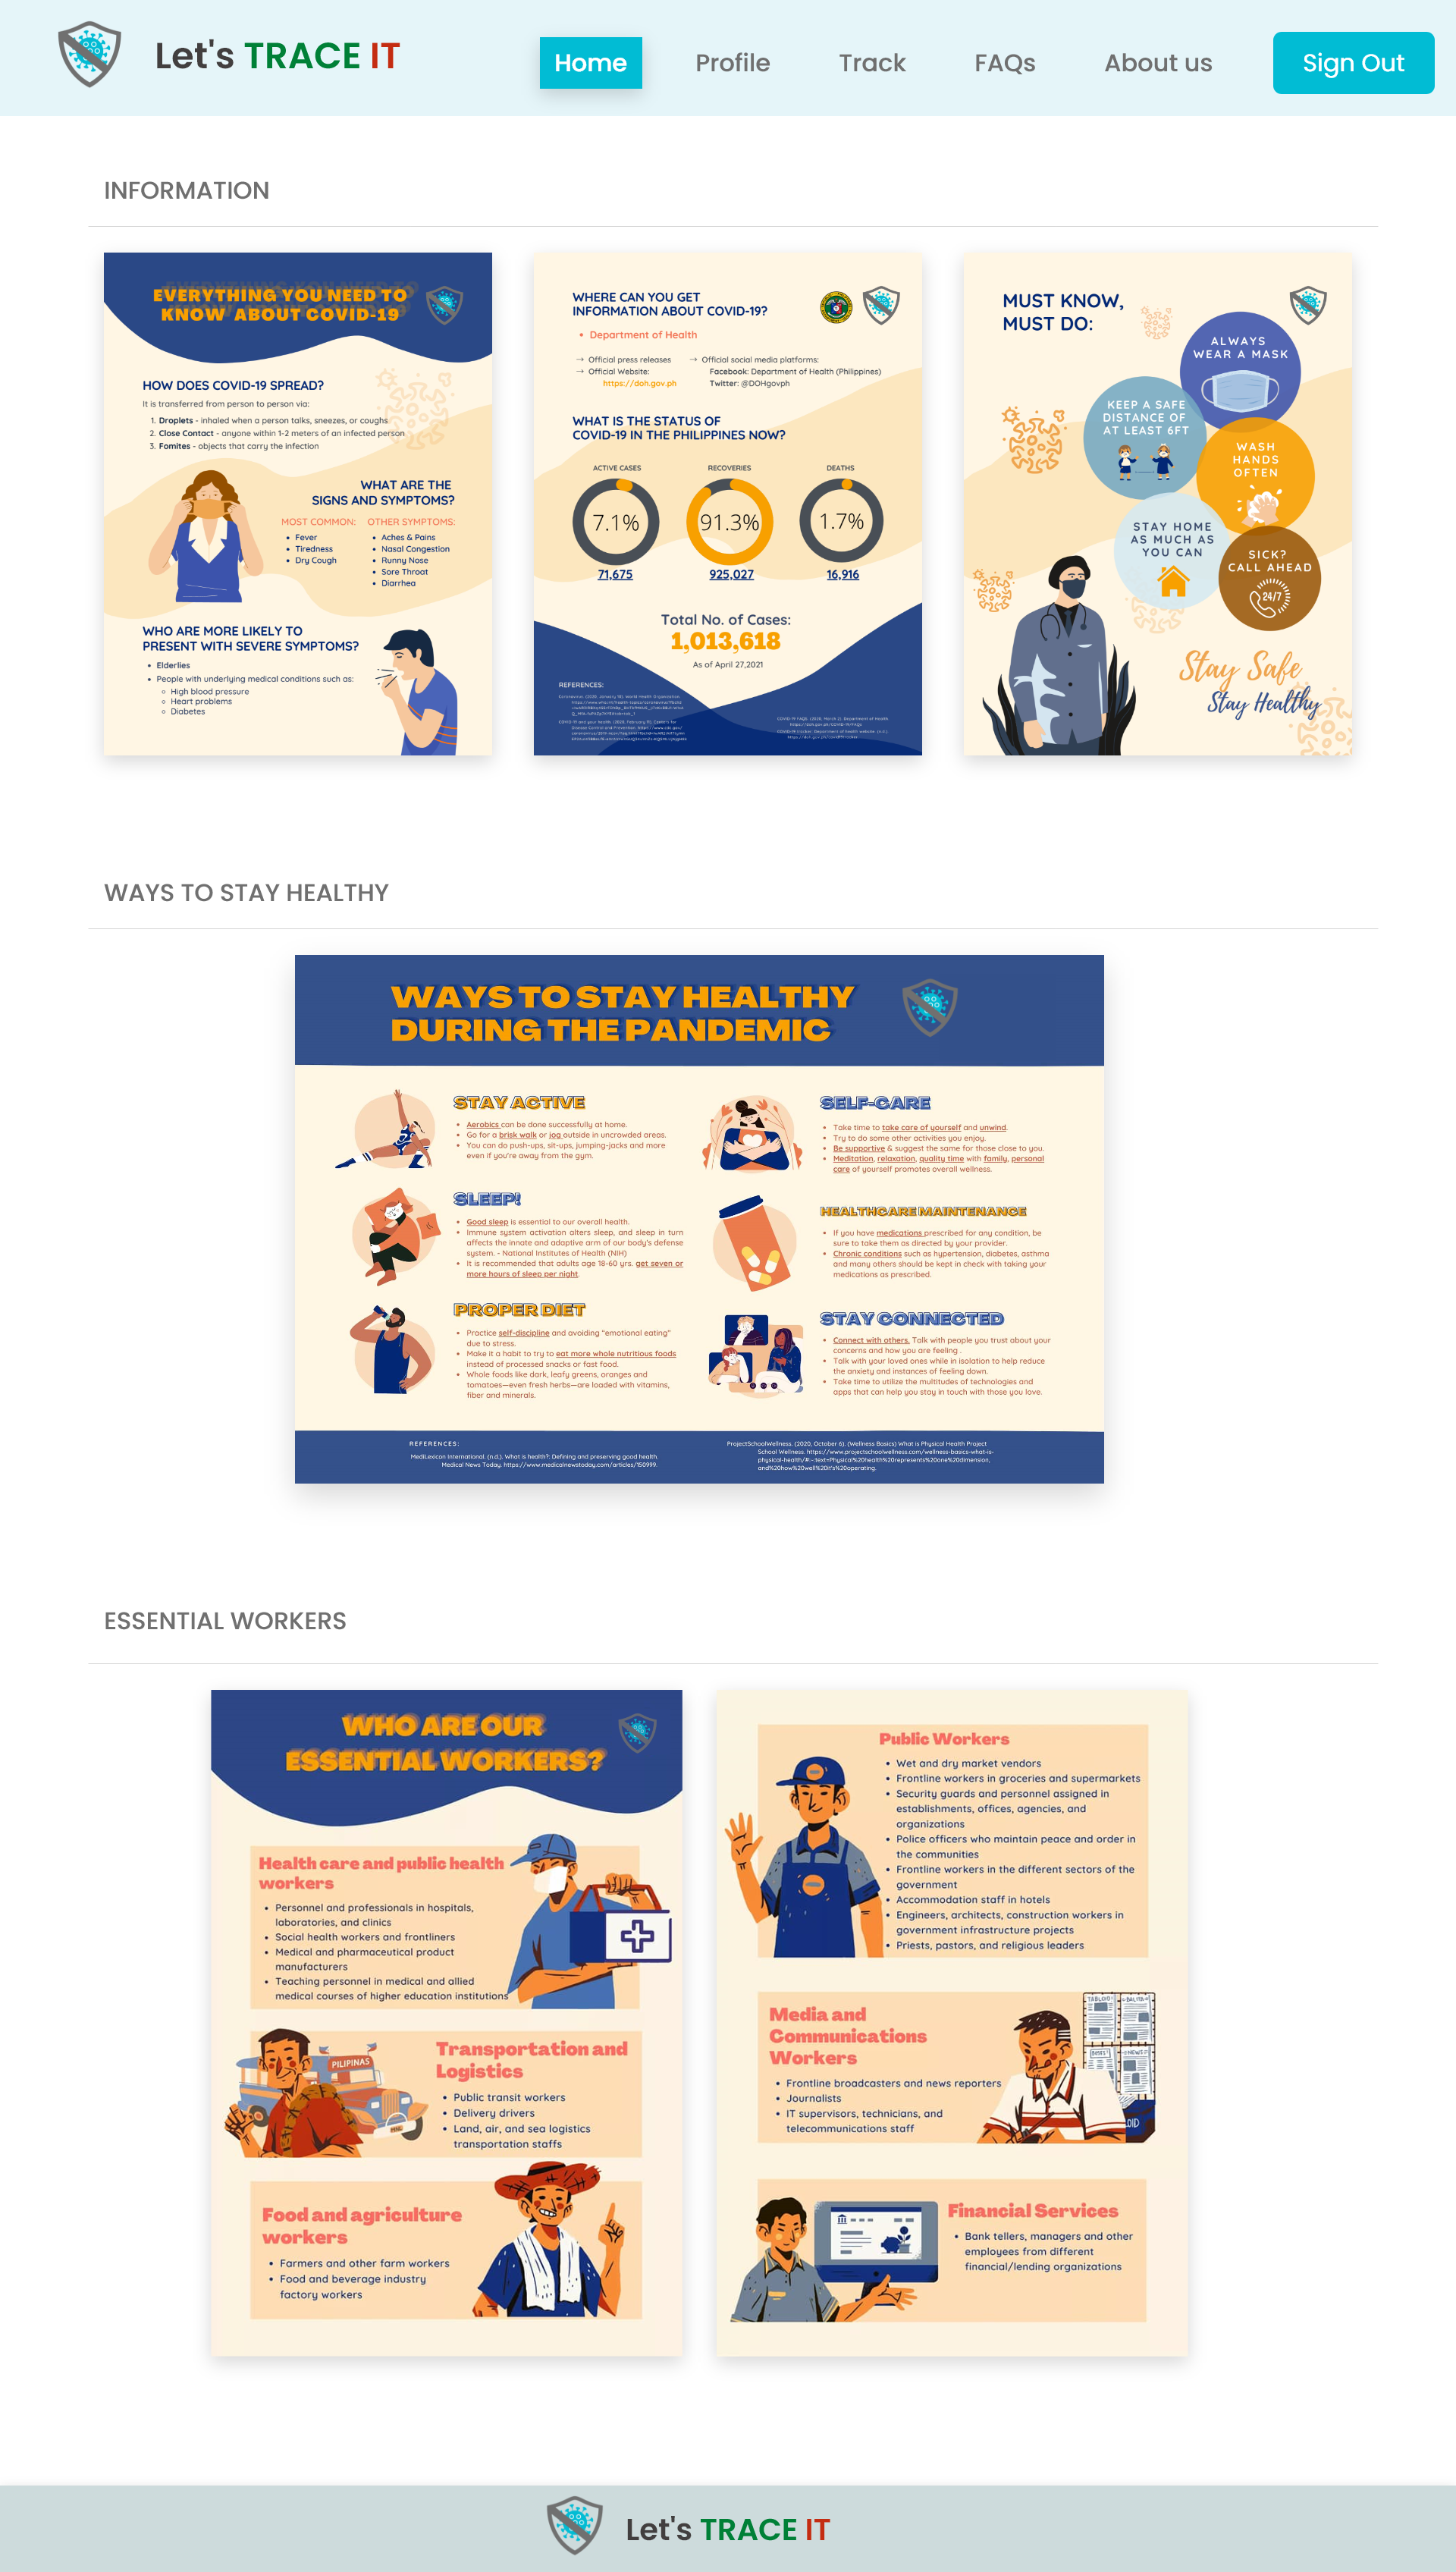 Let's TRACE IT
Home
Profile
Track
FAQs
About us
Sign Out
INFORMATION
EVERYTHING YOU NEED TO
KNOW ABOUT COVID-19
HOW DOES COVID-19 SPREAD?
It is transferred from person to person via:
1. Droplets - inhaled when a person talks, sneezes, or coughs
2. Close Contact - anyone within 1-2 meters of an infected person
3. Fomites - objects that carry the infection
WHAT ARE THE
SIGNS AND SYMPTOMS?
MOST COMMON:
• Fever
• Tiredness
• Dry Cough
OTHER SYMPTOMS:
• Aches & Pains
• Nasal Congestion
• Runny Nose
• Sore Throat
• Diarrhea
WHO ARE MORE LIKELY TO
PRESENT WITH SEVERE SYMPTOMS?
• Elderlies
• People with underlying medical conditions such as:
High blood pressure
Heart problems
Diabetes
WHERE CAN YOU GET
INFORMATION ABOUT COVID-19?
• Department of Health
→ Official press releases
→ Official Website:
https://doh.gov.ph
→ Official social media platforms:
Facebook: Department of Health (Philippines)
Twitter: @DOHgovph
WHAT IS THE STATUS OF
COVID-19 IN THE PHILIPPINES NOW?
ACTIVE CASES
7.1%
71,675
RECOVERIES
91.3%
925,027
DEATHS
1.7%
16,916
Total No. of Cases:
1,013,618
As of April 27,2021
REFERENCES:
MUST KNOW,
MUST DO:
ALWAYS
WEAR A MASK
KEEP A SAFE
DISTANCE OF
AT LEAST 6FT
WASH
HANDS
OFTEN
STAY HOME
AS MUCH AS
YOU CAN
SICK?
CALL AHEAD
24/7
Stay Safe
Stay Healthy
WAYS TO STAY HEALTHY
WAYS TO STAY HEALTHY
DURING THE PANDEMIC
STAY ACTIVE
• Aerobics can be done successfully at home.
• Go for a brisk walk or jog outside in uncrowded areas.
• You can do push-ups, sit-ups, jumping-jacks and more
even if you're away from the gym.
SLEEP!
• Good sleep is essential to our overall health.
• Immune system activation alters sleep, and sleep in turn
affects the innate and adaptive arm of our body's defense
system. - National Institutes of Health (NIH)
• It is recommended that adults age 18-60 yrs. get seven or
more hours of sleep per night.
PROPER DIET
• Practice self-discipline and avoiding "emotional eating"
due to stress.
• Make it a habit to try to eat more whole nutritious foods
instead of processed snacks or fast food.
• Whole foods like dark, leafy greens, oranges and
tomatoes—even fresh herbs—are loaded with vitamins,
fiber and minerals.
SELF-CARE
• Take time to take care of yourself and unwind.
• Try to do some other activities you enjoy.
• Be supportive & suggest the same for those close to you.
• Meditation, relaxation, quality time with family, personal
care of yourself promotes overall wellness.
HEALTHCARE MAINTENANCE
• If you have medications prescribed for any condition, be
sure to take them as directed by your provider.
• Chronic conditions such as hypertension, diabetes, asthma
and many others should be kept in check with taking your
medications as prescribed.
STAY CONNECTED
• Connect with others. Talk with people you trust about your
concerns and how you are feeling .
• Talk with your loved ones while in isolation to help reduce
the anxiety and instances of feeling down.
• Take time to utilize the multitudes of technologies and
apps that can help you stay in touch with those you love.
REFERENCES:
MediLexicon International. (n.d.). What is health?: Defining and preserving good health.
Medical News Today. https://www.medicalnewstoday.com/articles/150999.
ProjectSchoolWellness. (2020, October 6). (Wellness Basics) What is Physical Health Project
School Wellness. https://www.projectschoolwellness.com/wellness-basics-what-is-
physical-health/#:~:text=Physical%20health%20represents%20one%20dimension,
and%20how%20well%20it's%20operating.
ESSENTIAL WORKERS
WHO ARE OUR
ESSENTIAL WORKERS?
Health care and public health
workers
• Personnel and professionals in hospitals,
laboratories, and clinics
• Social health workers and frontliners
• Medical and pharmaceutical product
manufacturers
• Teaching personnel in medical and allied
medical courses of higher education institutions
PILIPINAS
Transportation and
Logistics
• Public transit workers
• Delivery drivers
• Land, air, and sea logistics
transportation staffs
Food and agriculture
workers
• Farmers and other farm workers
• Food and beverage industry
factory workers
Public Workers
• Wet and dry market vendors
• Frontline workers in groceries and supermarkets
• Security guards and personnel assigned in
establishments, offices, agencies, and
organizations
• Police officers who maintain peace and order in
the communities
• Frontline workers in the different sectors of the
government
• Accommodation staff in hotels
• Engineers, architects, construction workers in
government infrastructure projects
• Priests, pastors, and religious leaders
Media and
Communications
Workers
• Frontline broadcasters and news reporters
• Journalists
• IT supervisors, technicians, and
telecommunications staff
TABLOID
Financial Services
• Bank tellers, managers and other
employees from different
financial/lending organizations
Let's TRACE IT